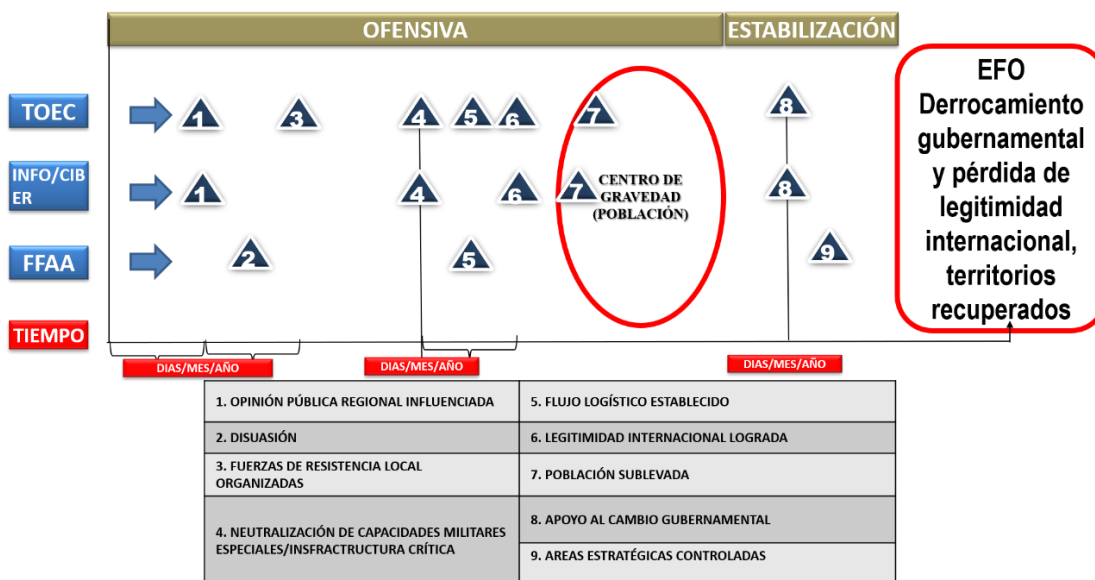 OFENSIVA
ESTABILIZACIÓN
TOEC
1
3
4
5
6
7
8
INFO/CIB
ER
1
4
6
7
CENTRO DE
GRAVEDAD
(POBLACIÓN)
8
FFAA
2
5
9
TIEMPO
DIAS/MES/AÑO
DIAS/MES/AÑO
DIAS/MES/AÑO
EFO
Derrocamiento
gubernamental
y pérdida de
legitimidad
internacional,
territorios
recuperados
1. OPINIÓN PÚBLICA REGIONAL INFLUENCIADA
5. FLUJO LOGÍSTICO ESTABLECIDO
2. DISUASIÓN
6. LEGITIMIDAD INTERNACIONAL LOGRADA
3. FUERZAS DE RESISTENCIA LOCAL
ORGANIZADAS
7. POBLACIÓN SUBLEVADA
4. NEUTRALIZACIÓN DE CAPACIDADES MILITARES
ESPECIALES/INSFRACTRUCTURA CRÍTICA
8. APOYO AL CAMBIO GUBERNAMENTAL
9. AREAS ESTRATÉGICAS CONTROLADAS